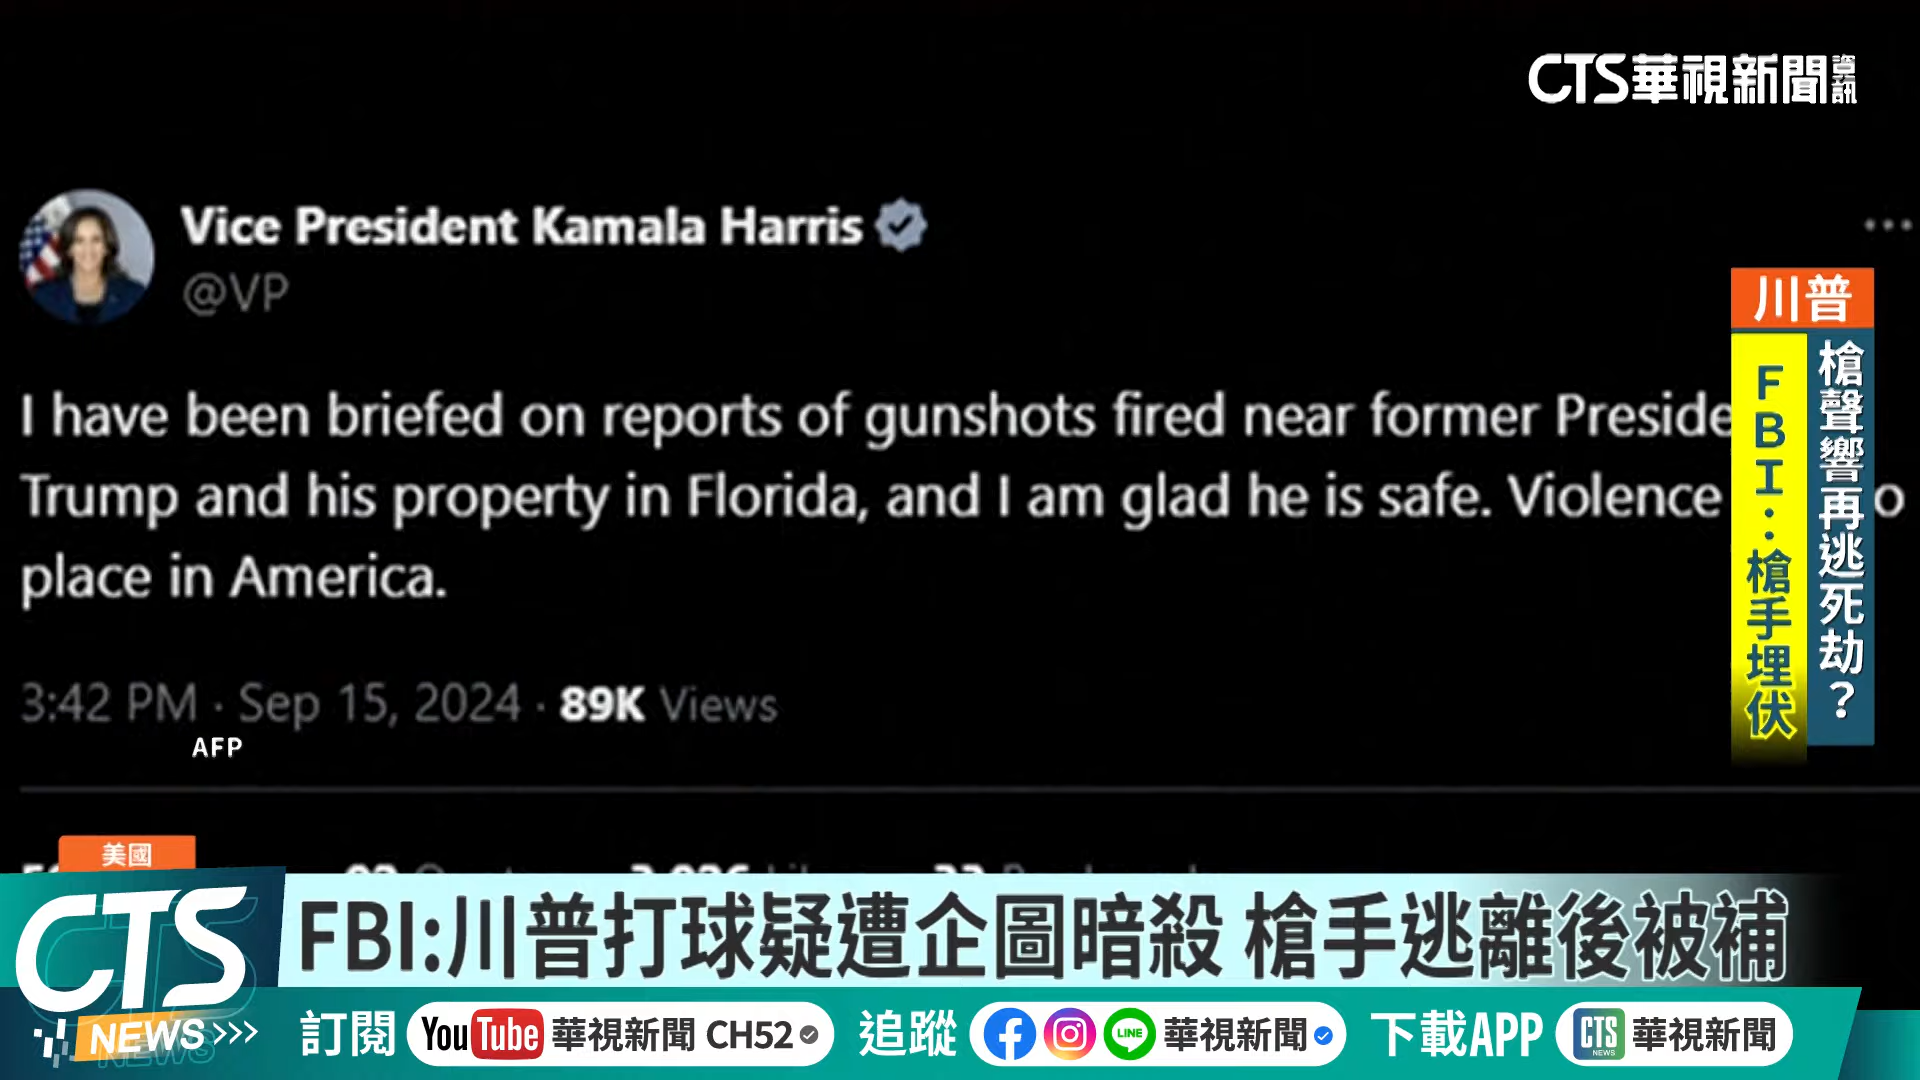 CTS華視新聞資訊
Vice President Kamala Harris
@VP
I have been briefed on reports of gunshots fired near former Preside
Trump and his property in Florida, and I am glad he is safe. Violence o
place in America.
3:42 PM · Sep 15, 2024 · 89K Views
AFP
川普
槍聲響再逃死劫？
FBI：槍手埋伏
美國
CTS NEWS
FBI:川普打球疑遭企圖暗殺 槍手逃離後被補
訂閱 YouTube 華視新聞 CH52 追蹤 LINE 華視新聞 下載APP CTS NEWS 華視新聞